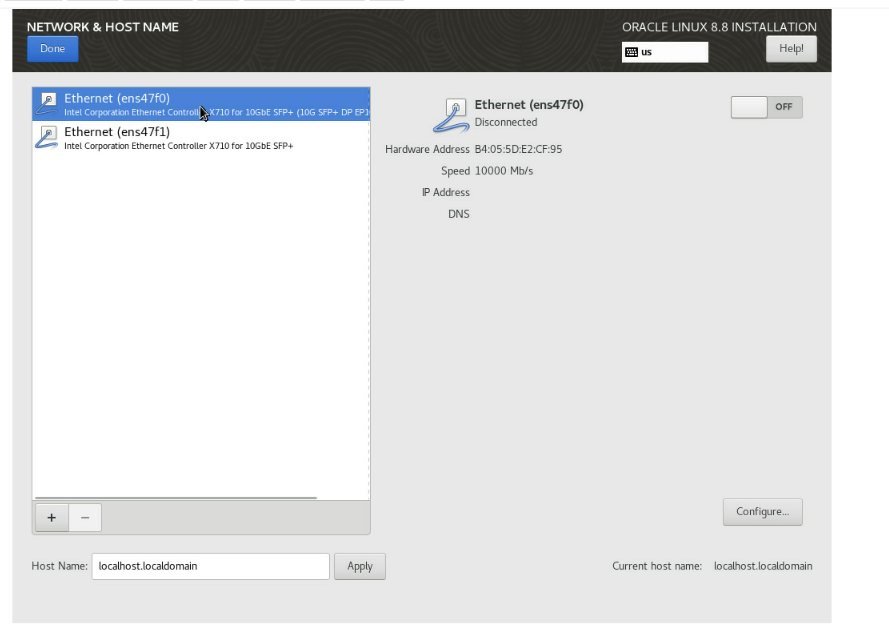 NETWORK & HOST NAME
ORACLE LINUX 8.8 INSTALLATION
Done
us
Help!
Ethernet (ens47f0)
Intel Corporation Ethernet Controll X710 for 10GbE SFP+ (10G SFP+ DP EP1
Ethernet (ens47f1)
Intel Corporation Ethernet Controller X710 for 10GbE SFP+
Ethernet (ens47f0)
Disconnected
OFF
Hardware Address B4:05:5D:E2:CF:95
Speed 10000 Mb/s
IP Address
DNS
+ −
Configure...
Host Name: localhost.localdomain Apply
Current host name: localhost.localdomain